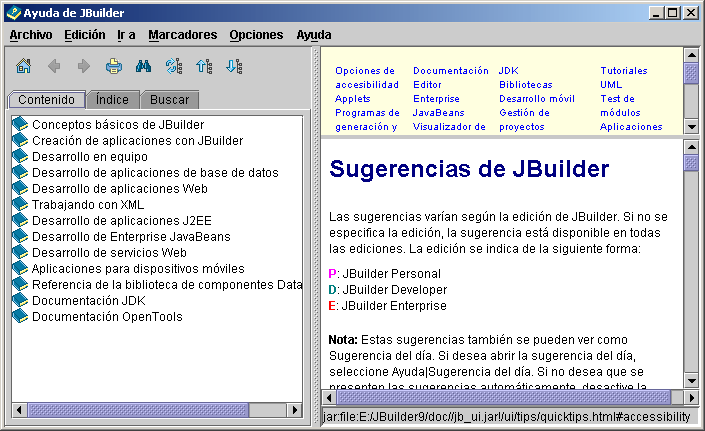 Ayuda de JBuilder
Archivo Edición Ir a Marcadores Opciones Ayuda
Contenido Índice Buscar
Conceptos básicos de JBuilder
Creación de aplicaciones con JBuilder
Desarrollo en equipo
Desarrollo de aplicaciones de base de datos
Desarrollo de aplicaciones Web
Trabajando con XML
Desarrollo de aplicaciones J2EE
Desarrollo de Enterprise JavaBeans
Desarrollo de servicios Web
Aplicaciones para dispositivos móviles
Referencia de la biblioteca de componentes Data
Documentación JDK
Documentación OpenTools
Opciones de Documentación JDK Tutoriales
accesibilidad Editor Bibliotecas UML
Applets Enterprise Desarrollo móvil Test de
Programas de JavaBeans Gestión de módulos
generación y Visualizador de proyectos Aplicaciones
Sugerencias de JBuilder
Las sugerencias varían según la edición de JBuilder. Si no se
especifica la edición, la sugerencia está disponible en todas
las ediciones. La edición se indica de la siguiente forma:
P: JBuilder Personal
D: JBuilder Developer
E: JBuilder Enterprise
Nota: Estas sugerencias también se pueden ver como
Sugerencia del día. Si desea abrir la sugerencia del día,
seleccione Ayuda|Sugerencia del día. Si no desea que se
presenten las sugerencias automáticamente, desactive la
jar:file:E:/JBuilder9/doc//jb_ui.jar!/ui/tips/quicktips.html#accessibility